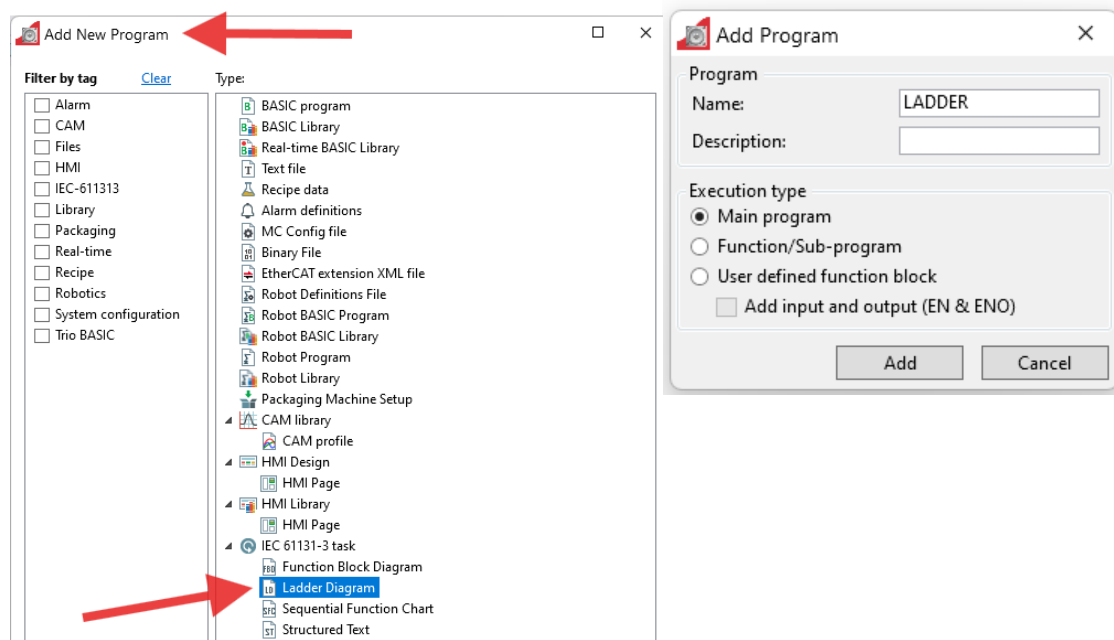 Add New Program
Filter by tag Clear
Alarm
CAM
Files
HMI
IEC-611313
Library
Packaging
Real-time
Recipe
Robotics
System configuration
Trio BASIC
Type:
BASIC program
BASIC Library
Real-time BASIC Library
Text file
Recipe data
Alarm definitions
MC Config file
Binary File
EtherCAT extension XML file
Robot Definitions File
Robot BASIC Program
Robot BASIC Library
Robot Program
Robot Library
Packaging Machine Setup
CAM library
CAM profile
HMI Design
HMI Page
HMI Library
HMI Page
IEC 61131-3 task
FBD Function Block Diagram
LD Ladder Diagram
SFC Sequential Function Chart
ST Structured Text
Add Program
Program
Name: LADDER
Description:
Execution type
Main program
Function/Sub-program
User defined function block
Add input and output (EN & ENO)
Add Cancel